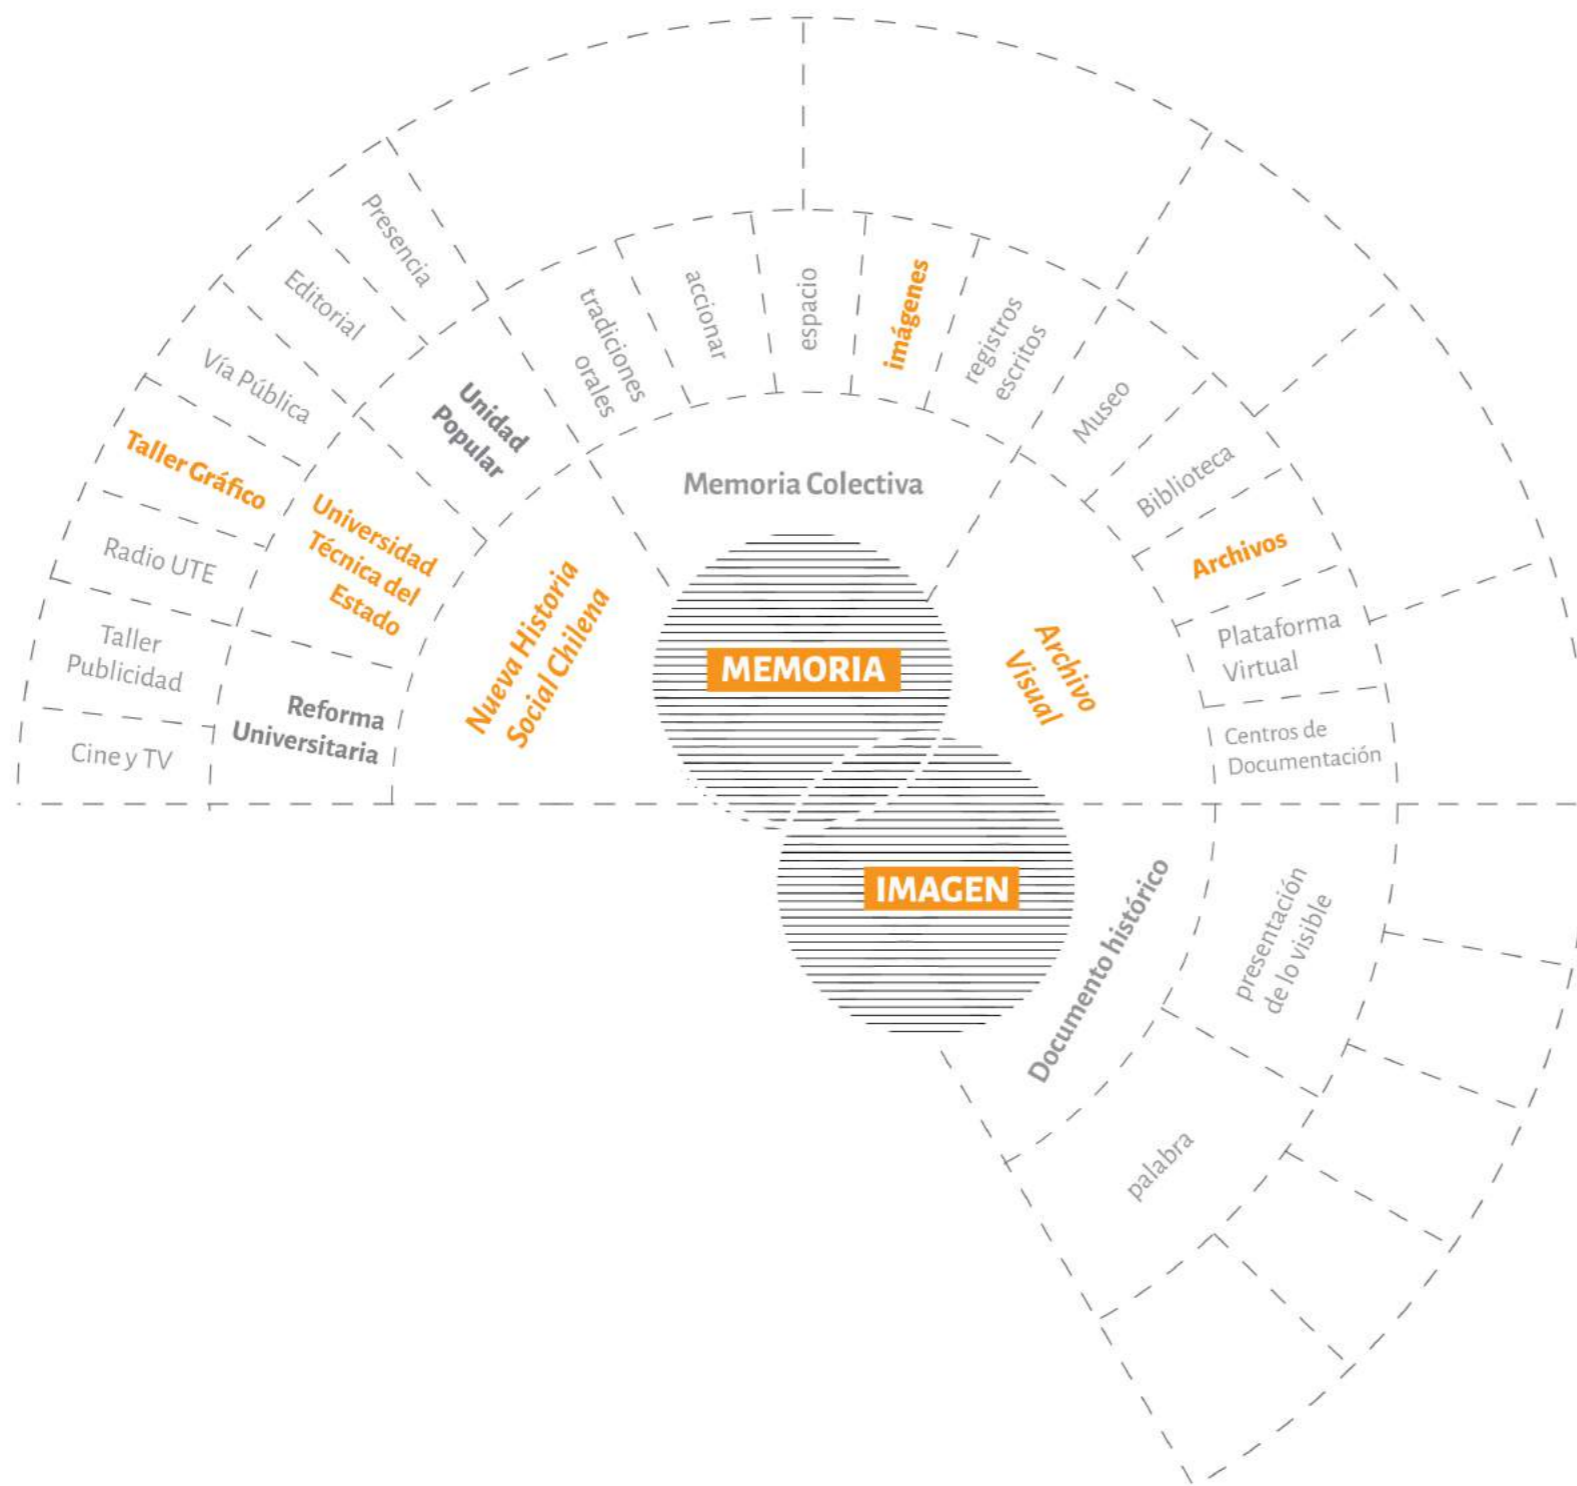 Presencia
Editorial
Vía Pública
Taller Gráfico
Radio UTE
Taller
Publicidad
Cine y TV
Unidad
Popular
Universidad
Técnica del
Estado
Reforma
Universitaria
Nueva Historia
Social Chilena
tradiciones
orales
accionar
espacio
imágenes
registros
escritos
Memoria Colectiva
MEMORIA
Archivo
Visual
Museo
Biblioteca
Archivos
Plataforma
Virtual
Centros de
Documentación
IMAGEN
Documento histórico
presentación
de lo visible
palabra